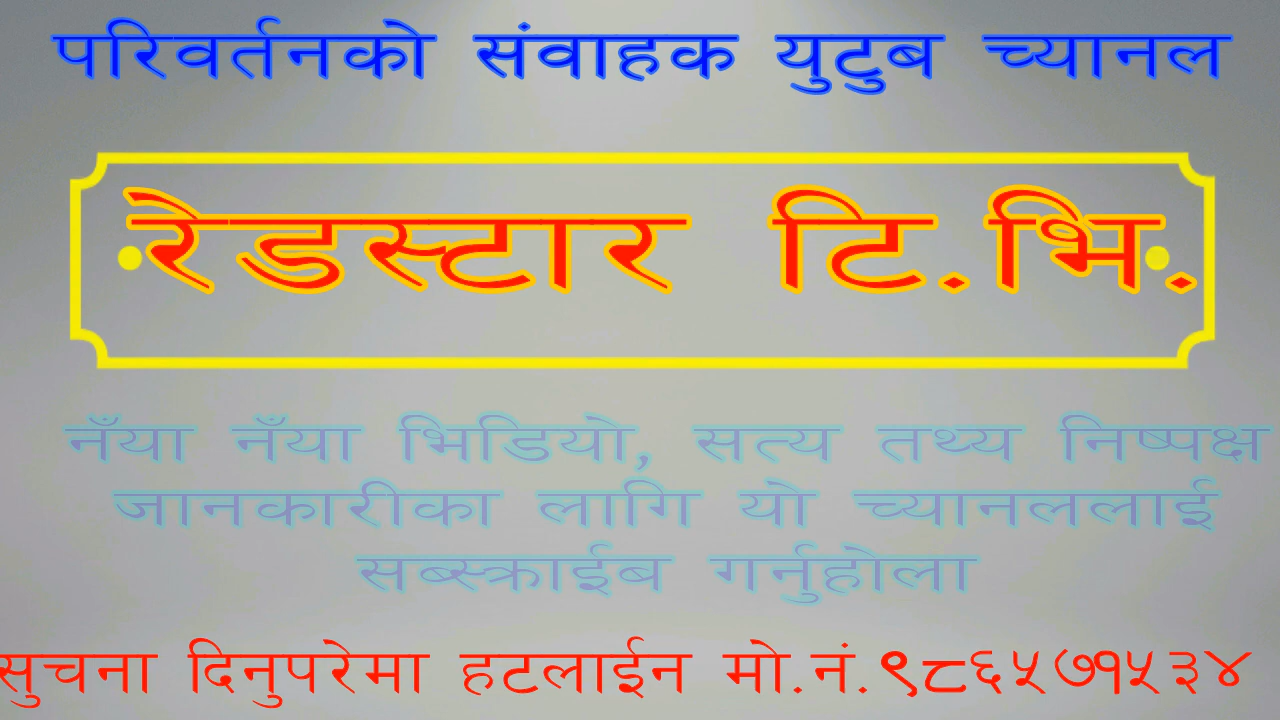 परिवर्तनको संवाहक युटुब च्यानल
रेडस्टार टि.भि.
नँया नँया भिडियो, सत्य तथ्य निष्पक्ष
जानकारीका लागि यो च्यानललाई
सब्स्क्राईब गर्नुहोला
सुचना दिनुपरेमा हटलाईन मो.नं.९८६५७१५३४